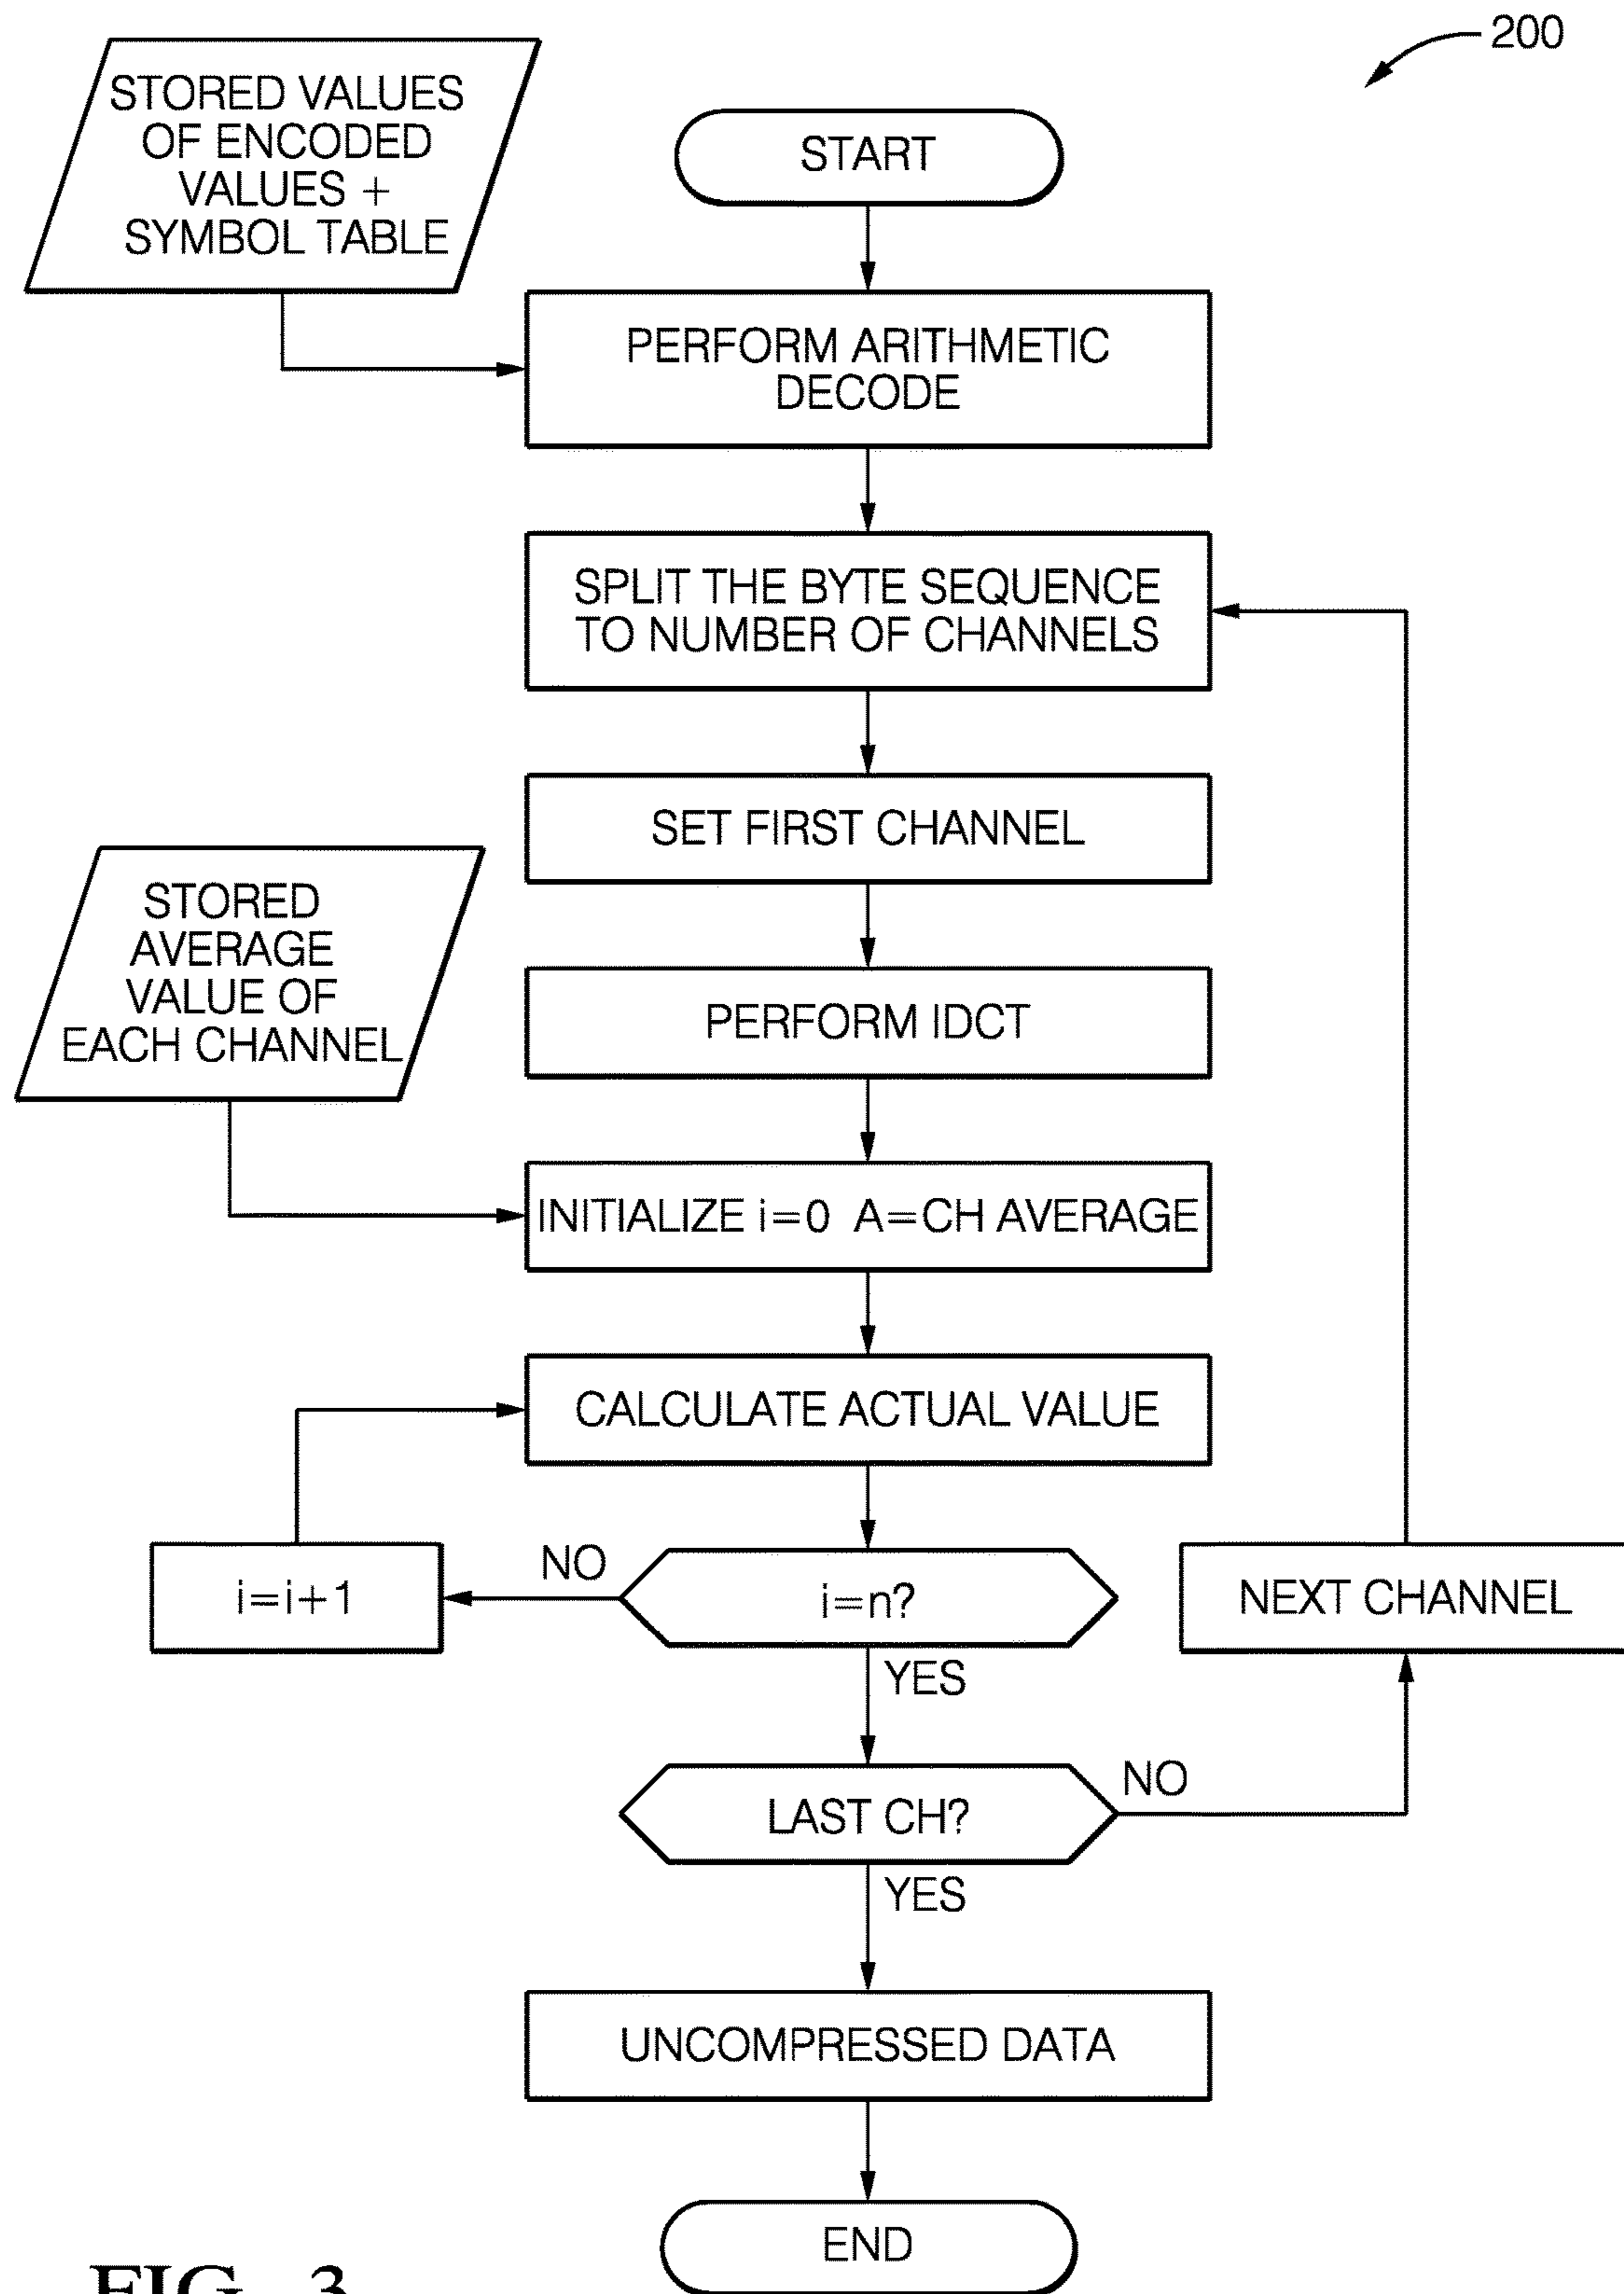 200
STORED VALUES
OF ENCODED
VALUES +
SYMBOL TABLE
START
PERFORM ARITHMETIC
DECODE
SPLIT THE BYTE SEQUENCE
TO NUMBER OF CHANNELS
SET FIRST CHANNEL
STORED
AVERAGE
VALUE OF
EACH CHANNEL
PERFORM IDCT
INITIALIZE i=0 A=CH AVERAGE
CALCULATE ACTUAL VALUE
NO
i=i+1
i=n?
NEXT CHANNEL
YES
LAST CH?
NO
YES
UNCOMPRESSED DATA
END
FIG. 3